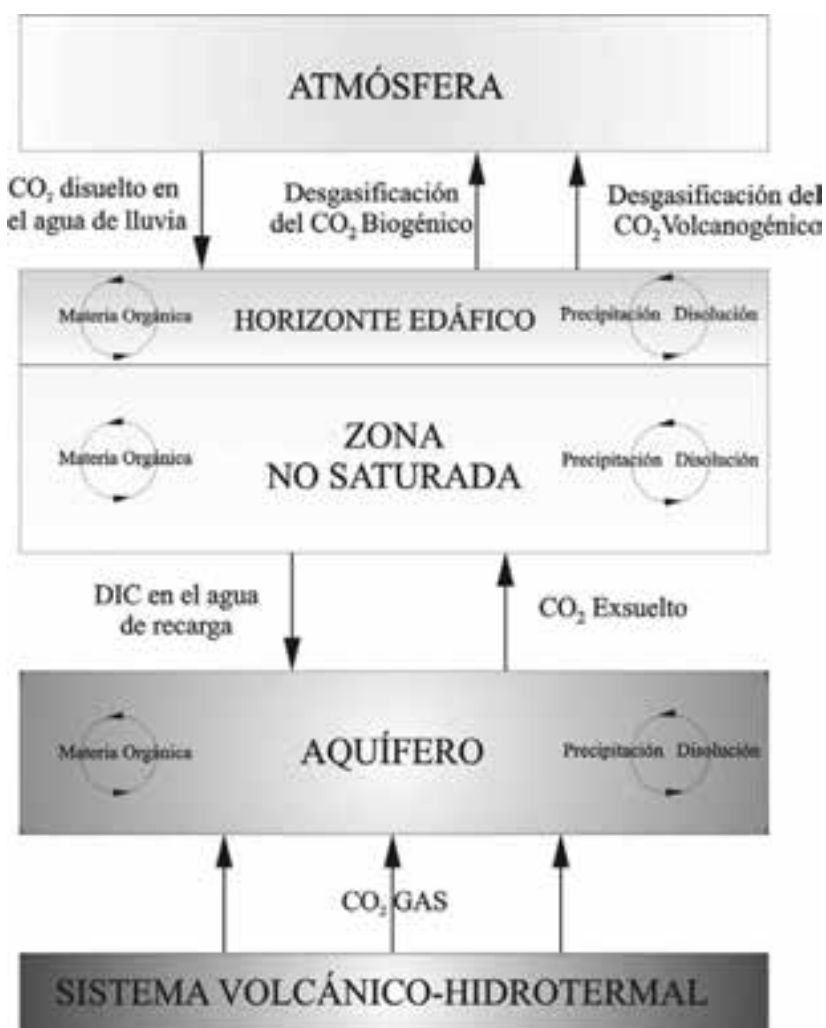 ATMÓSFERA
CO₂ disuelto en
el agua de lluvia
Desgasificación
del CO₂ Biogénico
Desgasificación del
CO₂Volcanogénico
Materia Orgánica
HORIZONTE EDÁFICO
Precipitación Disolución
Materia Orgánica
ZONA
NO SATURADA
Precipitación Disolución
DIC en el agua
de recarga
CO₂ Exsuelto
Materia Orgánica
AQUÍFERO
Precipitación Disolución
CO₂ GAS
SISTEMA VOLCÁNICO-HIDROTERMAL